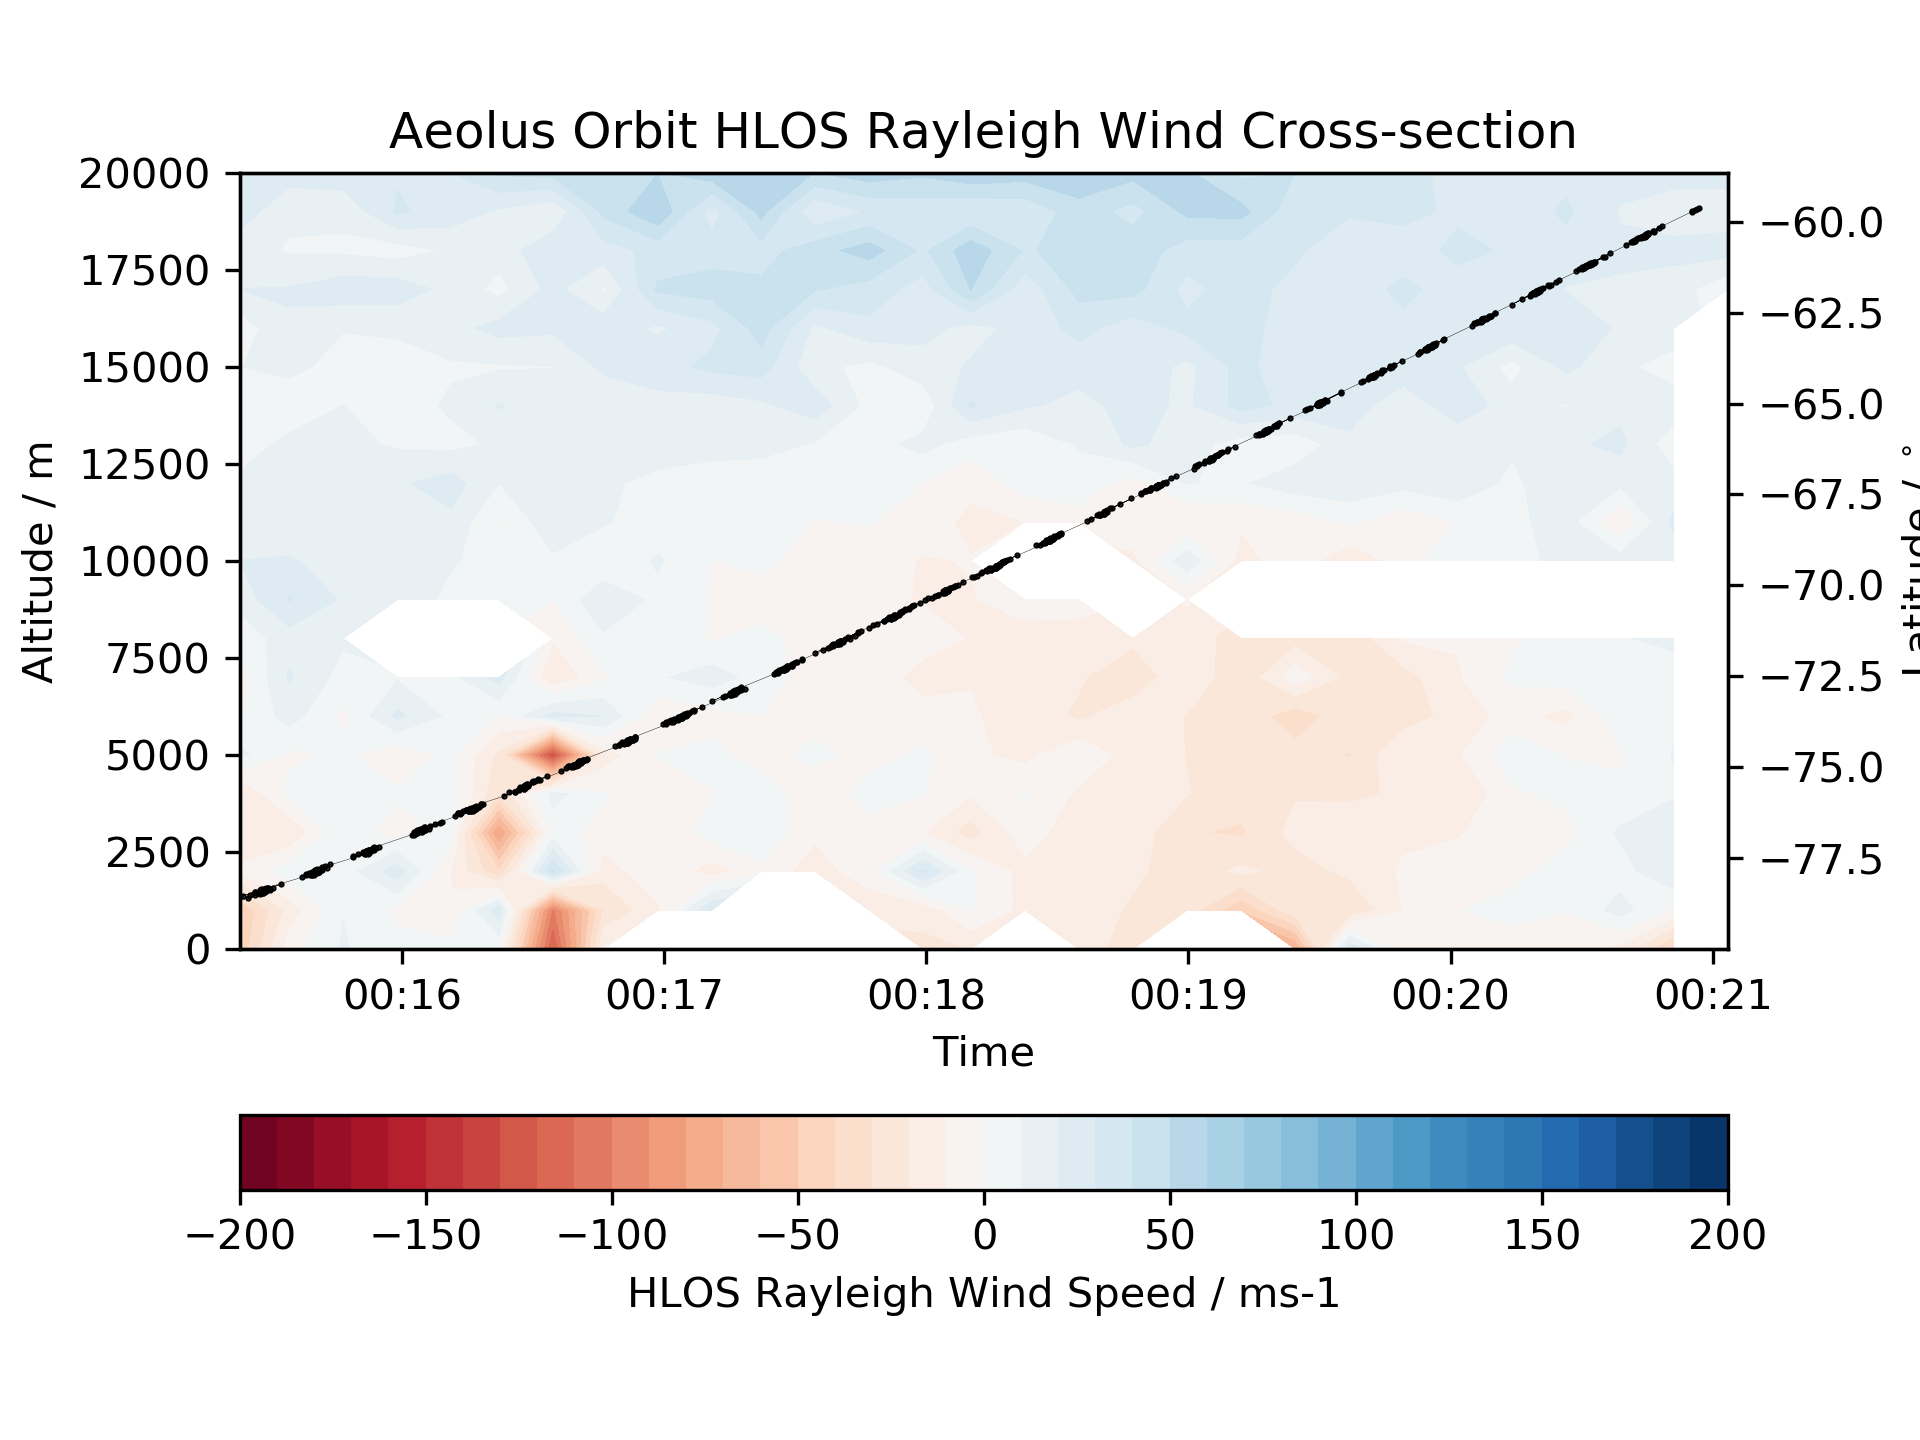 Aeolus Orbit HLOS Rayleigh Wind Cross-section
20000
17500
15000
12500
10000
7500
5000
2500
0
Altitude / m
−60.0
−62.5
−65.0
−67.5
−70.0
−72.5
−75.0
−77.5
Latitude / °
00:16 00:17 00:18 00:19 00:20 00:21
Time
−200 −150 −100 −50 0 50 100 150 200
HLOS Rayleigh Wind Speed / ms-1